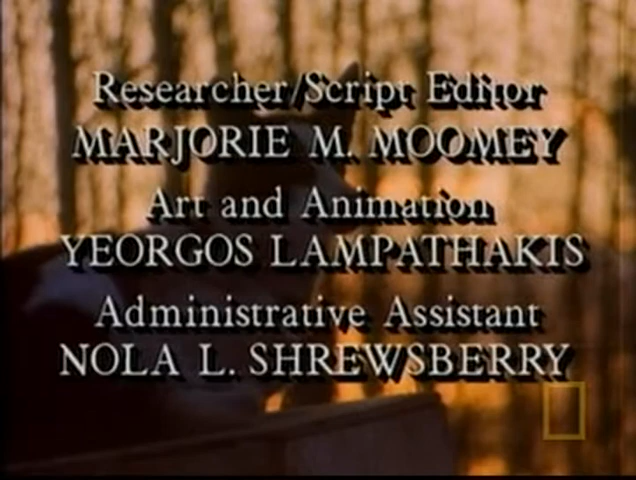 Researcher/Script Editor
MARJORIE M. MOOMEY
Art and Animation
YEORGOS LAMPATHAKIS
Administrative Assistant
NOLA L. SHREWSBERRY